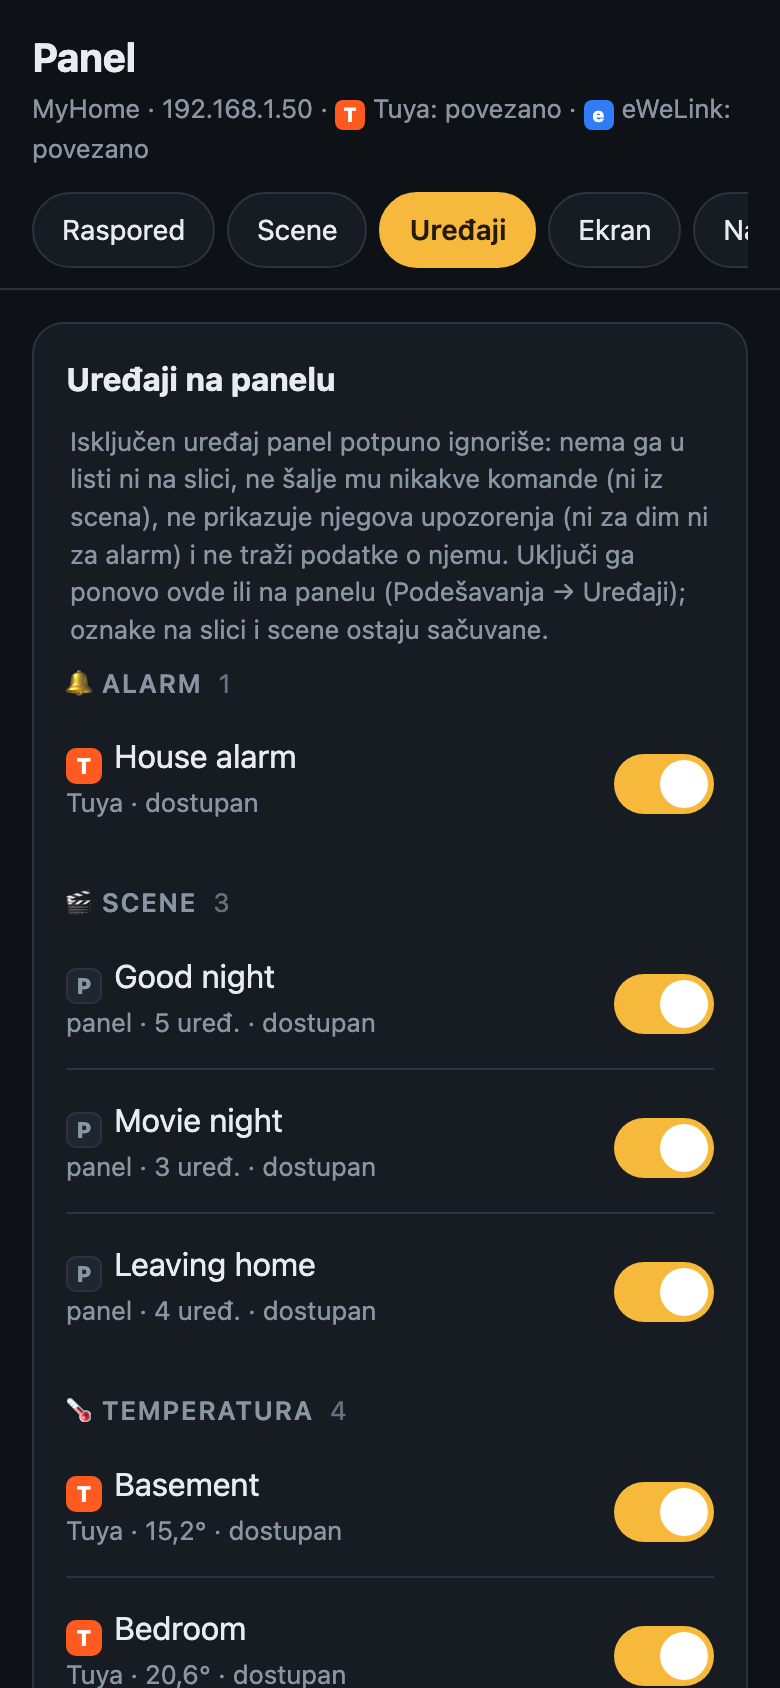 Panel
MyHome · 192.168.1.50 · T Tuya: povezano · e eWeLink:
povezano
Raspored Scene Uređaji Ekran Na
Uređaji na panelu
Isključen uređaj panel potpuno ignoriše: nema ga u
listi ni na slici, ne šalje mu nikakve komande (ni iz
scena), ne prikazuje njegova upozorenja (ni za dim ni
za alarm) i ne traži podatke o njemu. Uključi ga
ponovo ovde ili na panelu (Podešavanja → Uređaji);
oznake na slici i scene ostaju sačuvane.
🔔 ALARM 1
T House alarm
Tuya · dostupan
🎬 SCENE 3
P Good night
panel · 5 uređ. · dostupan
P Movie night
panel · 3 uređ. · dostupan
P Leaving home
panel · 4 uređ. · dostupan
🌡️ TEMPERATURA 4
T Basement
Tuya · 15,2° · dostupan
T Bedroom
Tuya · 20,6° · dostupan